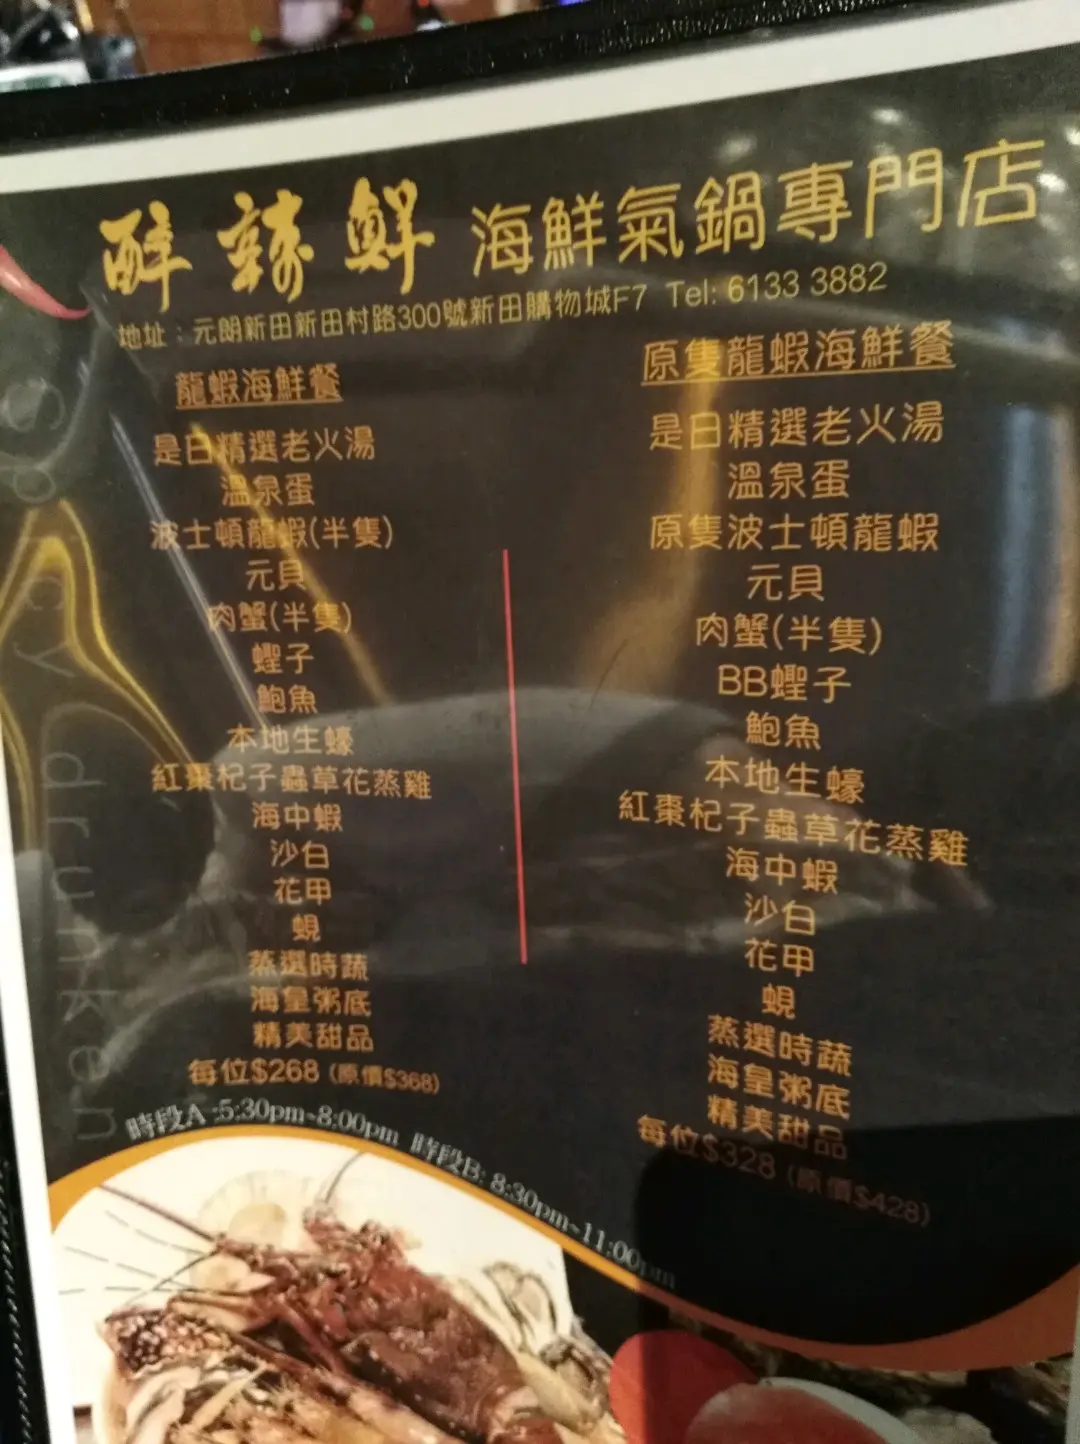 醉辣鮮 海鮮氣鍋專門店
地址：元朗新田新田村路300號新田購物城F7 Tel: 6133 3882
龍蝦海鮮餐
是日精選老火湯
溫泉蛋
波士頓龍蝦(半隻)
元貝
肉蟹(半隻)
蟶子
鮑魚
本地生蠔
紅棗杞子蟲草花蒸雞
海中蝦
沙白
花甲
蜆
蒸選時蔬
海皇粥底
精美甜品
每位$268 (原價$368)
原隻龍蝦海鮮餐
是日精選老火湯
溫泉蛋
原隻波士頓龍蝦
元貝
肉蟹(半隻)
BB蟶子
鮑魚
本地生蠔
紅棗杞子蟲草花蒸雞
海中蝦
沙白
花甲
蜆
蒸選時蔬
海皇粥底
精美甜品
每位$328 (原價$428)
時段A :5:30pm~8:00pm 時段B: 8:30pm~11:00pm
Spicy drunken